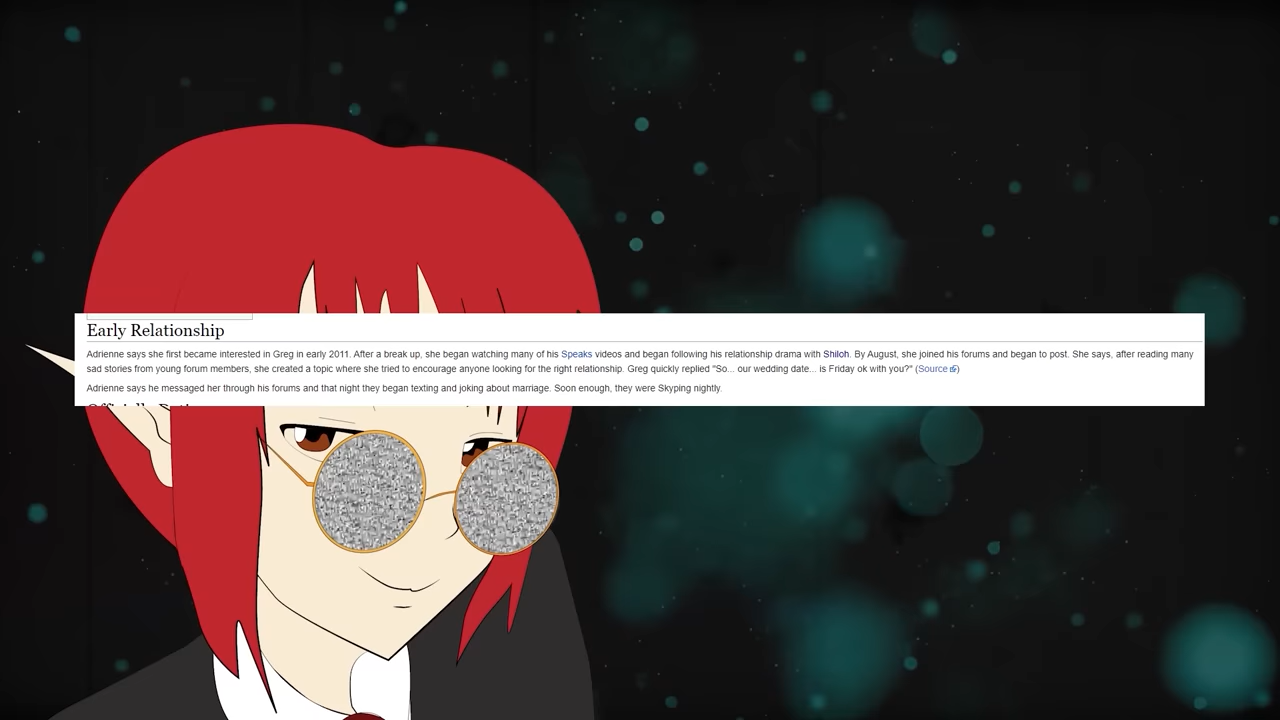 Early Relationship
Adrienne says she first became interested in Greg in early 2011. After a break up, she began watching many of his Speaks videos and began following his relationship drama with Shiloh. By August, she joined his forums and began to post. She says, after reading many
sad stories from young forum members, she created a topic where she tried to encourage anyone looking for the right relationship. Greg quickly replied "So... our wedding date... is Friday ok with you?" (Source)
Adrienne says he messaged her through his forums and that night they began texting and joking about marriage. Soon enough, they were Skyping nightly.